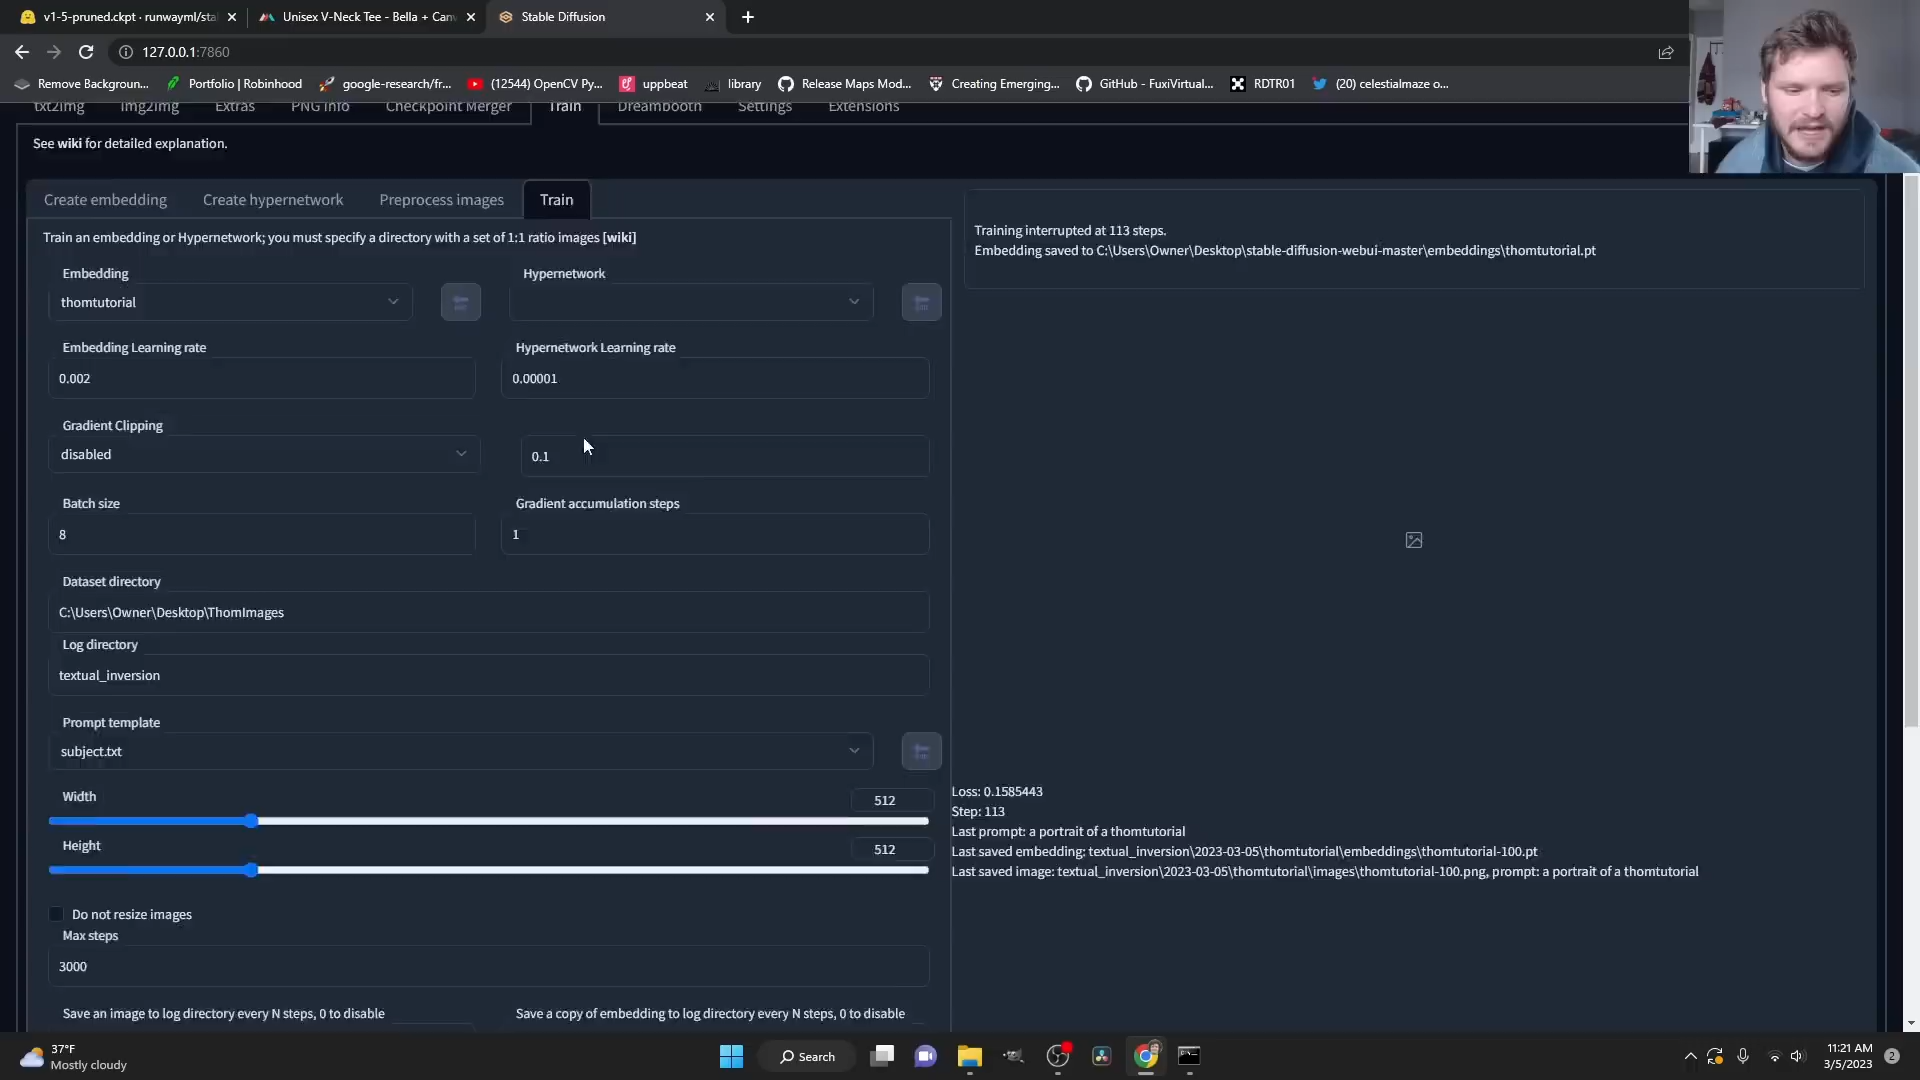 v1-5-pruned.ckpt · runwayml/sta
Unisex V-Neck Tee - Bella + Can
Stable Diffusion
127.0.0.1:7860
Remove Backgroun...
Portfolio | Robinhood
google-research/fr...
(12544) OpenCV Py...
uppbeat
library
Release Maps Mod...
Creating Emerging...
GitHub - FuxiVirtual...
RDTR01
(20) celestialmaze o...
txt2img
img2img
Extras
PNG Info
Checkpoint Merger
Train
Dreambooth
Settings
Extensions
See wiki for detailed explanation.
Create embedding
Create hypernetwork
Preprocess images
Train
Train an embedding or Hypernetwork; you must specify a directory with a set of 1:1 ratio images [wiki]
Embedding
thomtutorial
Hypernetwork
Embedding Learning rate
0.002
Hypernetwork Learning rate
0.00001
Gradient Clipping
disabled
0.1
Batch size
8
Gradient accumulation steps
1
Dataset directory
C:\Users\Owner\Desktop\ThomImages
Log directory
textual_inversion
Prompt template
subject.txt
Width
512
Height
512
Do not resize images
Max steps
3000
Save an image to log directory every N steps, 0 to disable
Save a copy of embedding to log directory every N steps, 0 to disable
Training interrupted at 113 steps.
Embedding saved to C:\Users\Owner\Desktop\stable-diffusion-webui-master\embeddings\thomtutorial.pt
Loss: 0.1585443
Step: 113
Last prompt: a portrait of a thomtutorial
Last saved embedding: textual_inversion\2023-03-05\thomtutorial\embeddings\thomtutorial-100.pt
Last saved image: textual_inversion\2023-03-05\thomtutorial\images\thomtutorial-100.png, prompt: a portrait of a thomtutorial
37°F
Mostly cloudy
Search
11:21 AM
3/5/2023
2